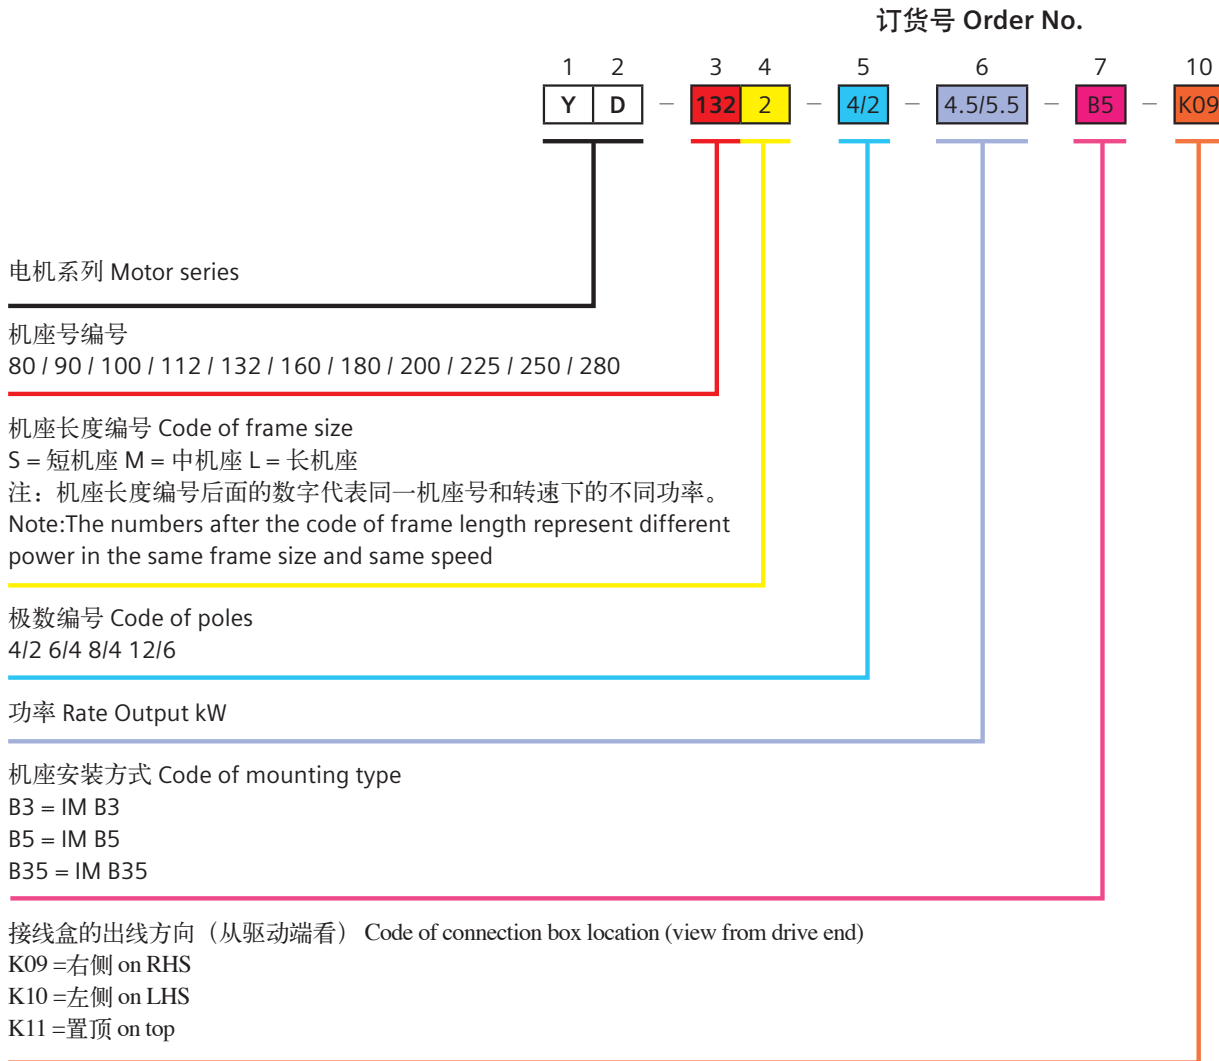 订货号 Order No.
1 2 3 4 5 6 7 10
Y D – 132 2 – 4/2 – 4.5/5.5 – B5 – K09
电机系列 Motor series
机座号编号
80 / 90 / 100 / 112 / 132 / 160 / 180 / 200 / 225 / 250 / 280
机座长度编号 Code of frame size
S = 短机座 M = 中机座 L = 长机座
注：机座长度编号后面的数字代表同一机座号和转速下的不同功率。
Note:The numbers after the code of frame length represent different
power in the same frame size and same speed
极数编号 Code of poles
4/2 6/4 8/4 12/6
功率 Rate Output kW
机座安装方式 Code of mounting type
B3 = IM B3
B5 = IM B5
B35 = IM B35
接线盒的出线方向（从驱动端看） Code of connection box location (view from drive end)
K09 =右侧 on RHS
K10 =左侧 on LHS
K11 =置顶 on top